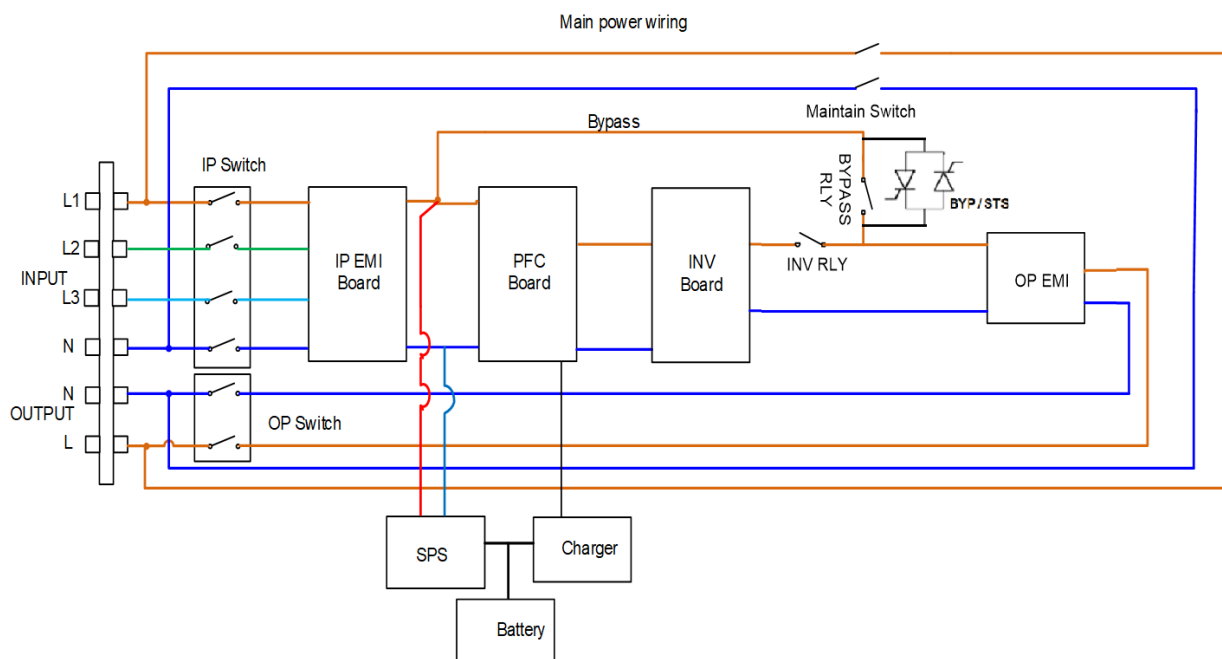 Main power wiring
Maintain Switch
Bypass
IP Switch
BYPASS
RLY
BYP/STS
L1
L2
INPUT
L3
N
IP EMI
Board
PFC
Board
INV
Board
INV RLY
OP EMI
N
OUTPUT
L
OP Switch
SPS
Charger
Battery